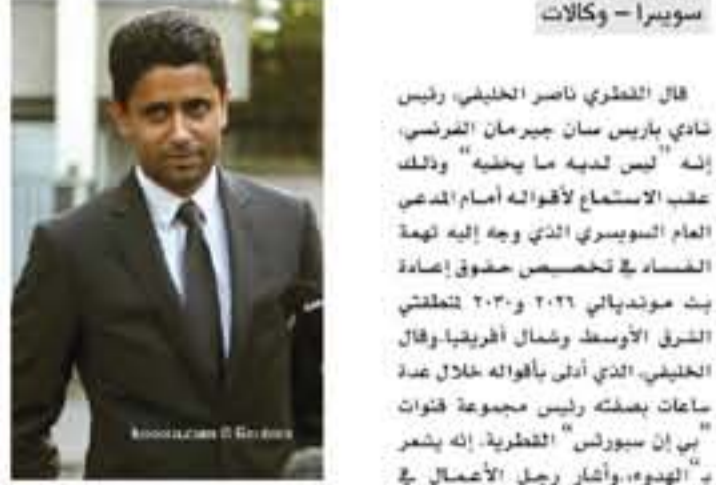 سويسرا – وكالات
قال القطري ناصر الخليفي، رئيس
نادي باريس سان جيرمان الفرنسي،
إنه "ليس لديه ما يخفيه" وذلك
عقب الاستماع لأقواله أمام المدعي
العام السويسري الذي وجه إليه تهمة
الفساد في تخصيص حقوق إعادة
بث مونديالي ٢٠٢٦ و٢٠٣٠ لمنطقتي
الشرق الأوسط وشمال أفريقيا.وقال
الخليفي، الذي أدلى بأقواله خلال عدة
ساعات بصفته رئيس مجموعة قنوات
"بي إن سبورتس" القطرية، إنه يشعر
بـ"الهدوء".وأشار رجل الأعمال في
kooora.com © Reuters